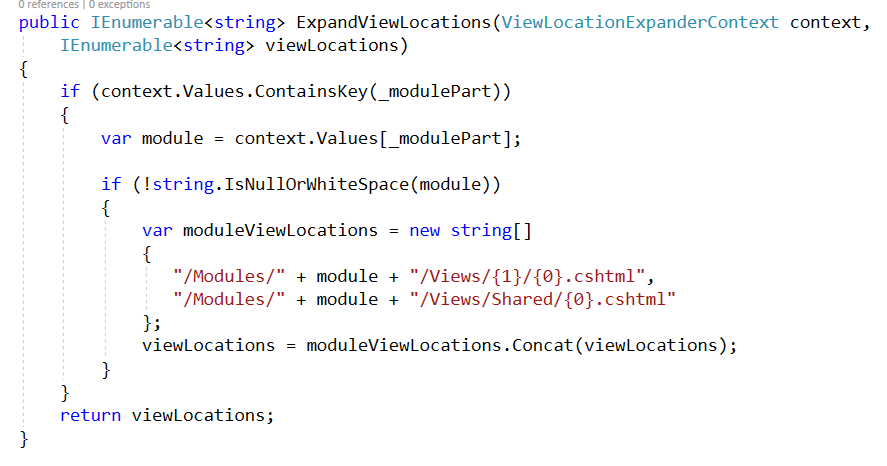 0 references | 0 exceptions
public IEnumerable<string> ExpandViewLocations(ViewLocationExpanderContext context,
    IEnumerable<string> viewLocations)
{
    if (context.Values.ContainsKey(_modulePart))
    {
        var module = context.Values[_modulePart];

        if (!string.IsNullOrWhiteSpace(module))
        {
            var moduleViewLocations = new string[]
            {
               "/Modules/" + module + "/Views/{1}/{0}.cshtml",
               "/Modules/" + module + "/Views/Shared/{0}.cshtml"
            };
            viewLocations = moduleViewLocations.Concat(viewLocations);
        }
    }
    return viewLocations;
}